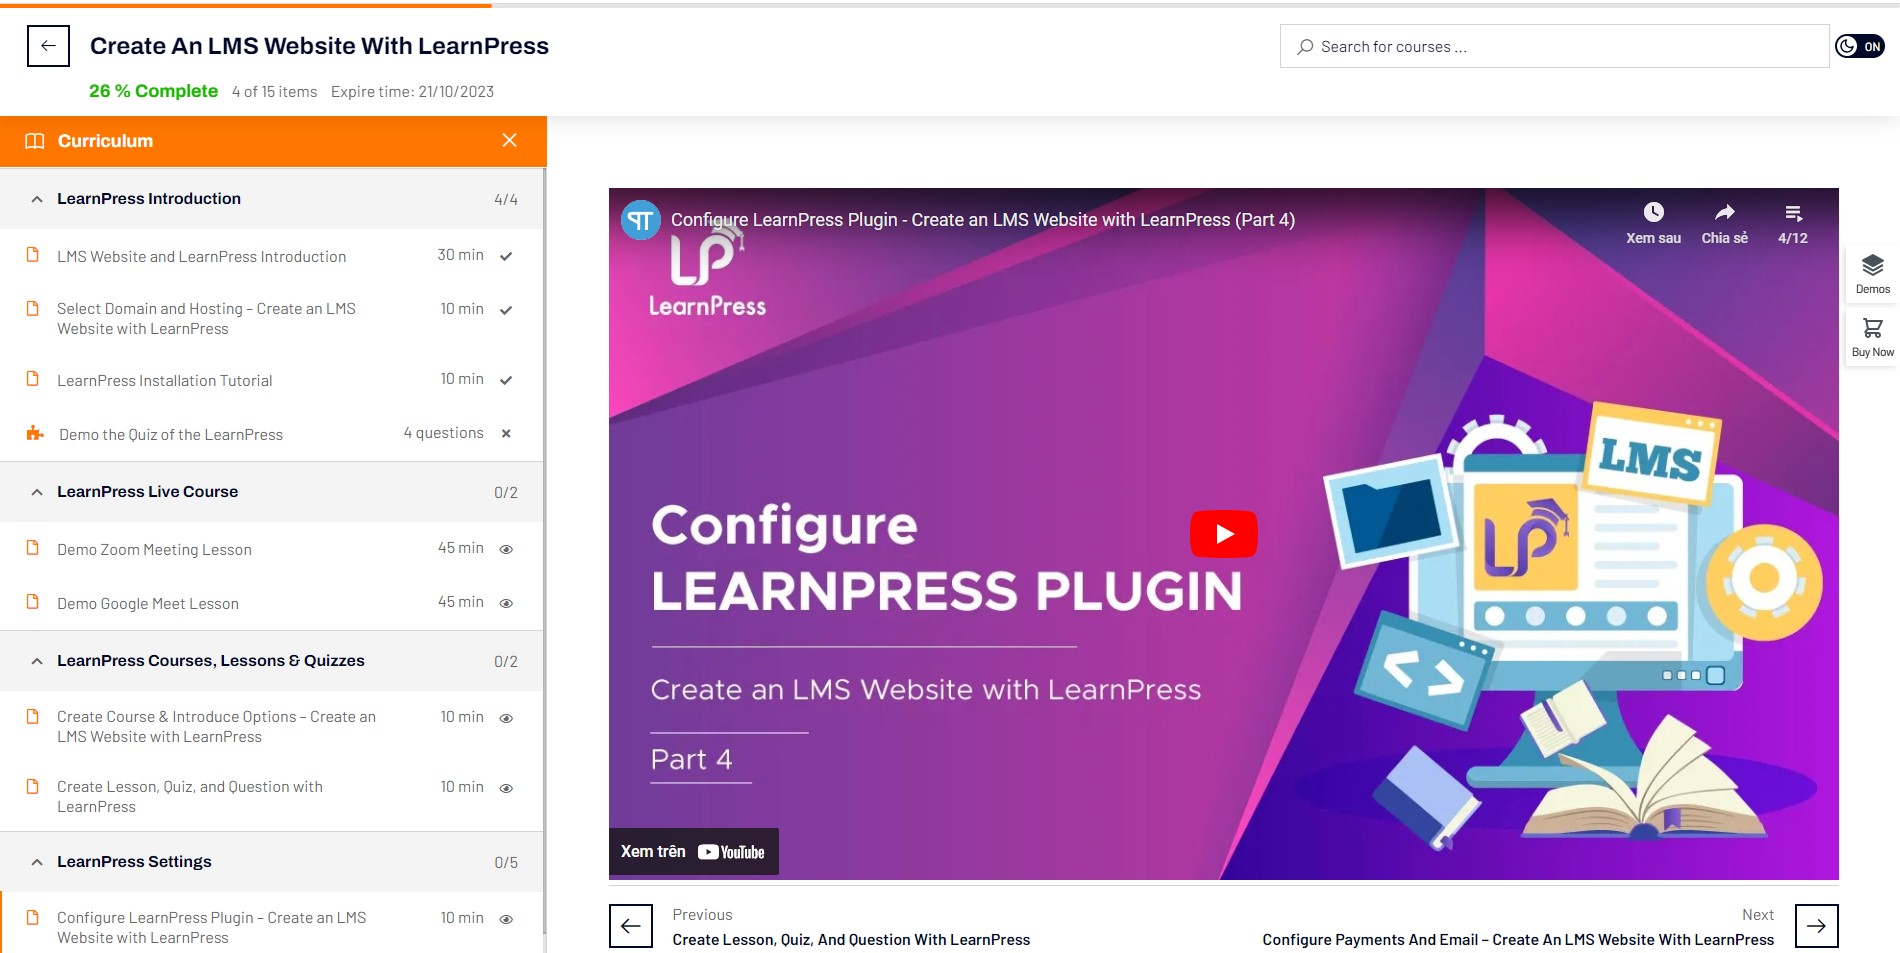 Create An LMS Website With LearnPress
Search for courses ...
ON
26 % Complete 4 of 15 items Expire time: 21/10/2023
Curriculum
LearnPress Introduction 4/4
LMS Website and LearnPress Introduction 30 min
Select Domain and Hosting – Create an LMS 10 min
Website with LearnPress
LearnPress Installation Tutorial 10 min
Demo the Quiz of the LearnPress 4 questions
LearnPress Live Course 0/2
Demo Zoom Meeting Lesson 45 min
Demo Google Meet Lesson 45 min
LearnPress Courses, Lessons & Quizzes 0/2
Create Course & Introduce Options – Create an 10 min
LMS Website with LearnPress
Create Lesson, Quiz, and Question with 10 min
LearnPress
LearnPress Settings 0/5
Configure LearnPress Plugin – Create an LMS 10 min
Website with LearnPress
Configure LearnPress Plugin - Create an LMS Website with LearnPress (Part 4)
Xem sau Chia sẻ 4/12
LP
LearnPress
LMS
LP
Configure
LEARNPRESS PLUGIN
Create an LMS Website with LearnPress
Part 4
Xem trên YouTube
Demos
Buy Now
Previous
Create Lesson, Quiz, And Question With LearnPress
Next
Configure Payments And Email – Create An LMS Website With LearnPress